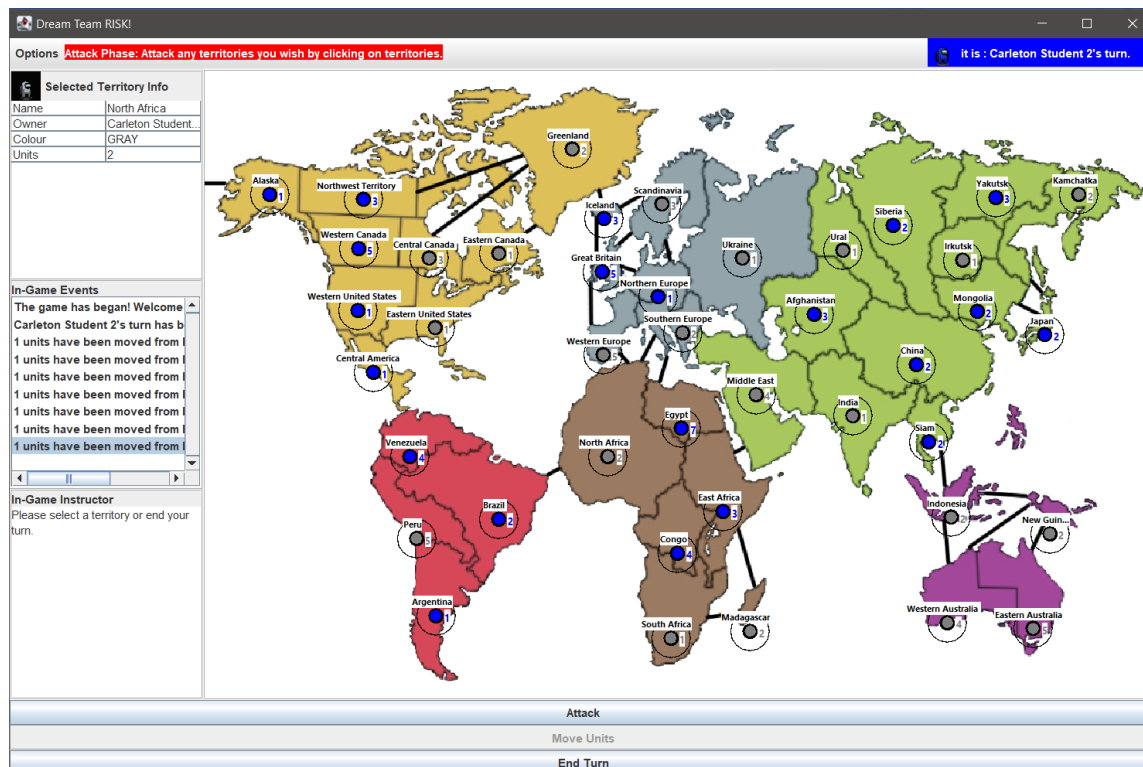 Dream Team RISK!
Options Attack Phase: Attack any territories you wish by clicking on territories.
it is : Carleton Student 2's turn.
Selected Territory Info
Name North Africa
Owner Carleton Student...
Colour GRAY
Units 2
In-Game Events
The game has began! Welcome
Carleton Student 2's turn has b
1 units have been moved from
1 units have been moved from
1 units have been moved from
1 units have been moved from
1 units have been moved from
1 units have been moved from
1 units have been moved from
In-Game Instructor
Please select a territory or end your
turn.
Greenland
2
Alaska
1
Northwest Territory
3
Western Canada
5
Central Canada
3
Eastern Canada
1
Western United States
1
Eastern United States
1
Central America
1
Venezuela
4
Brazil
2
Peru
5
Argentina
1
Iceland
3
Scandinavia
3
Great Britain
5
Northern Europe
1
Ukraine
1
Southern Europe
2
Western Europe
5
North Africa
2
Egypt
7
East Africa
3
Congo
4
South Africa
1
Madagascar
2
Ural
1
Siberia
2
Yakutsk
3
Kamchatka
2
Irkutsk
1
Mongolia
2
Japan
2
Afghanistan
3
China
2
Middle East
4
India
1
Siam
2
Indonesia
2
New Guin...
2
Western Australia
4
Eastern Australia
5
Attack
Move Units
End Turn